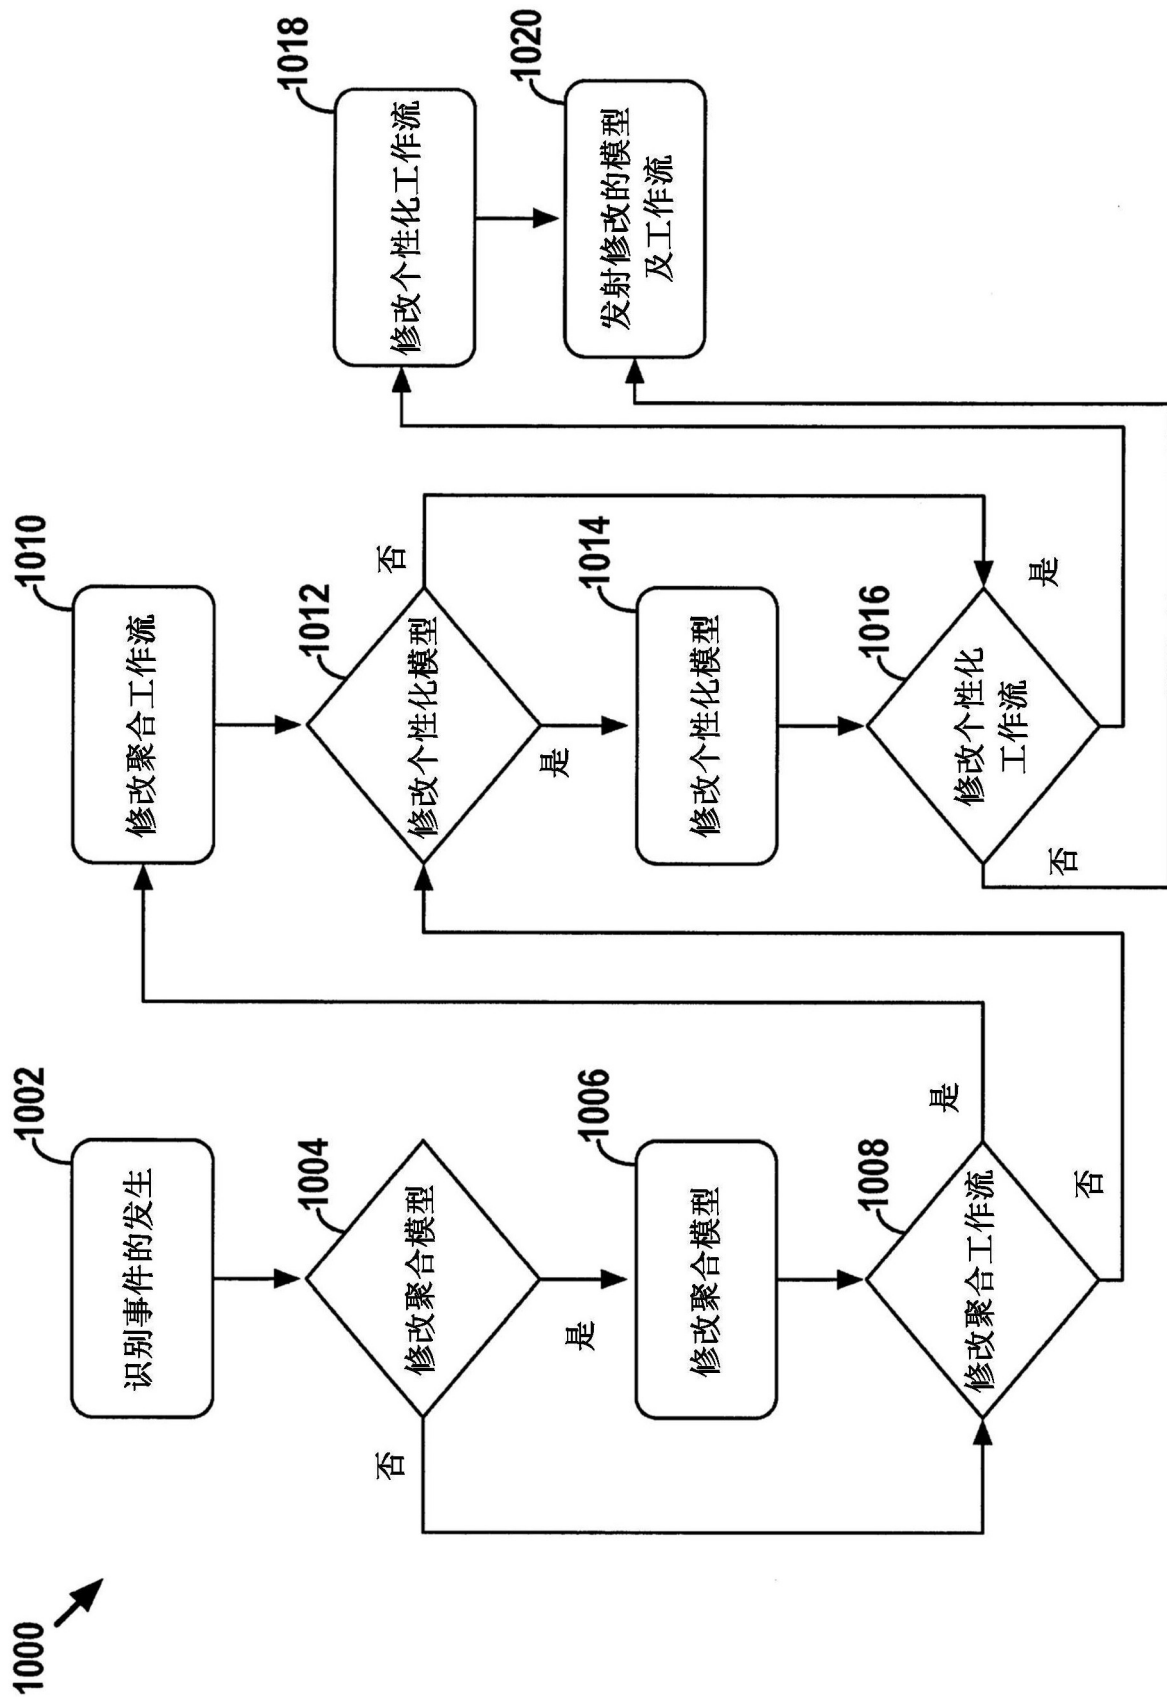 1000
1002
识别事件的发生
1004
修改聚合模型
否
是
1006
修改聚合模型
1008
修改聚合工作流
是
否
1010
修改聚合工作流
1012
修改个性化模型
否
是
1014
修改个性化模型
1016
修改个性化
工作流
是
否
1018
修改个性化工作流
1020
发射修改的模型
及工作流